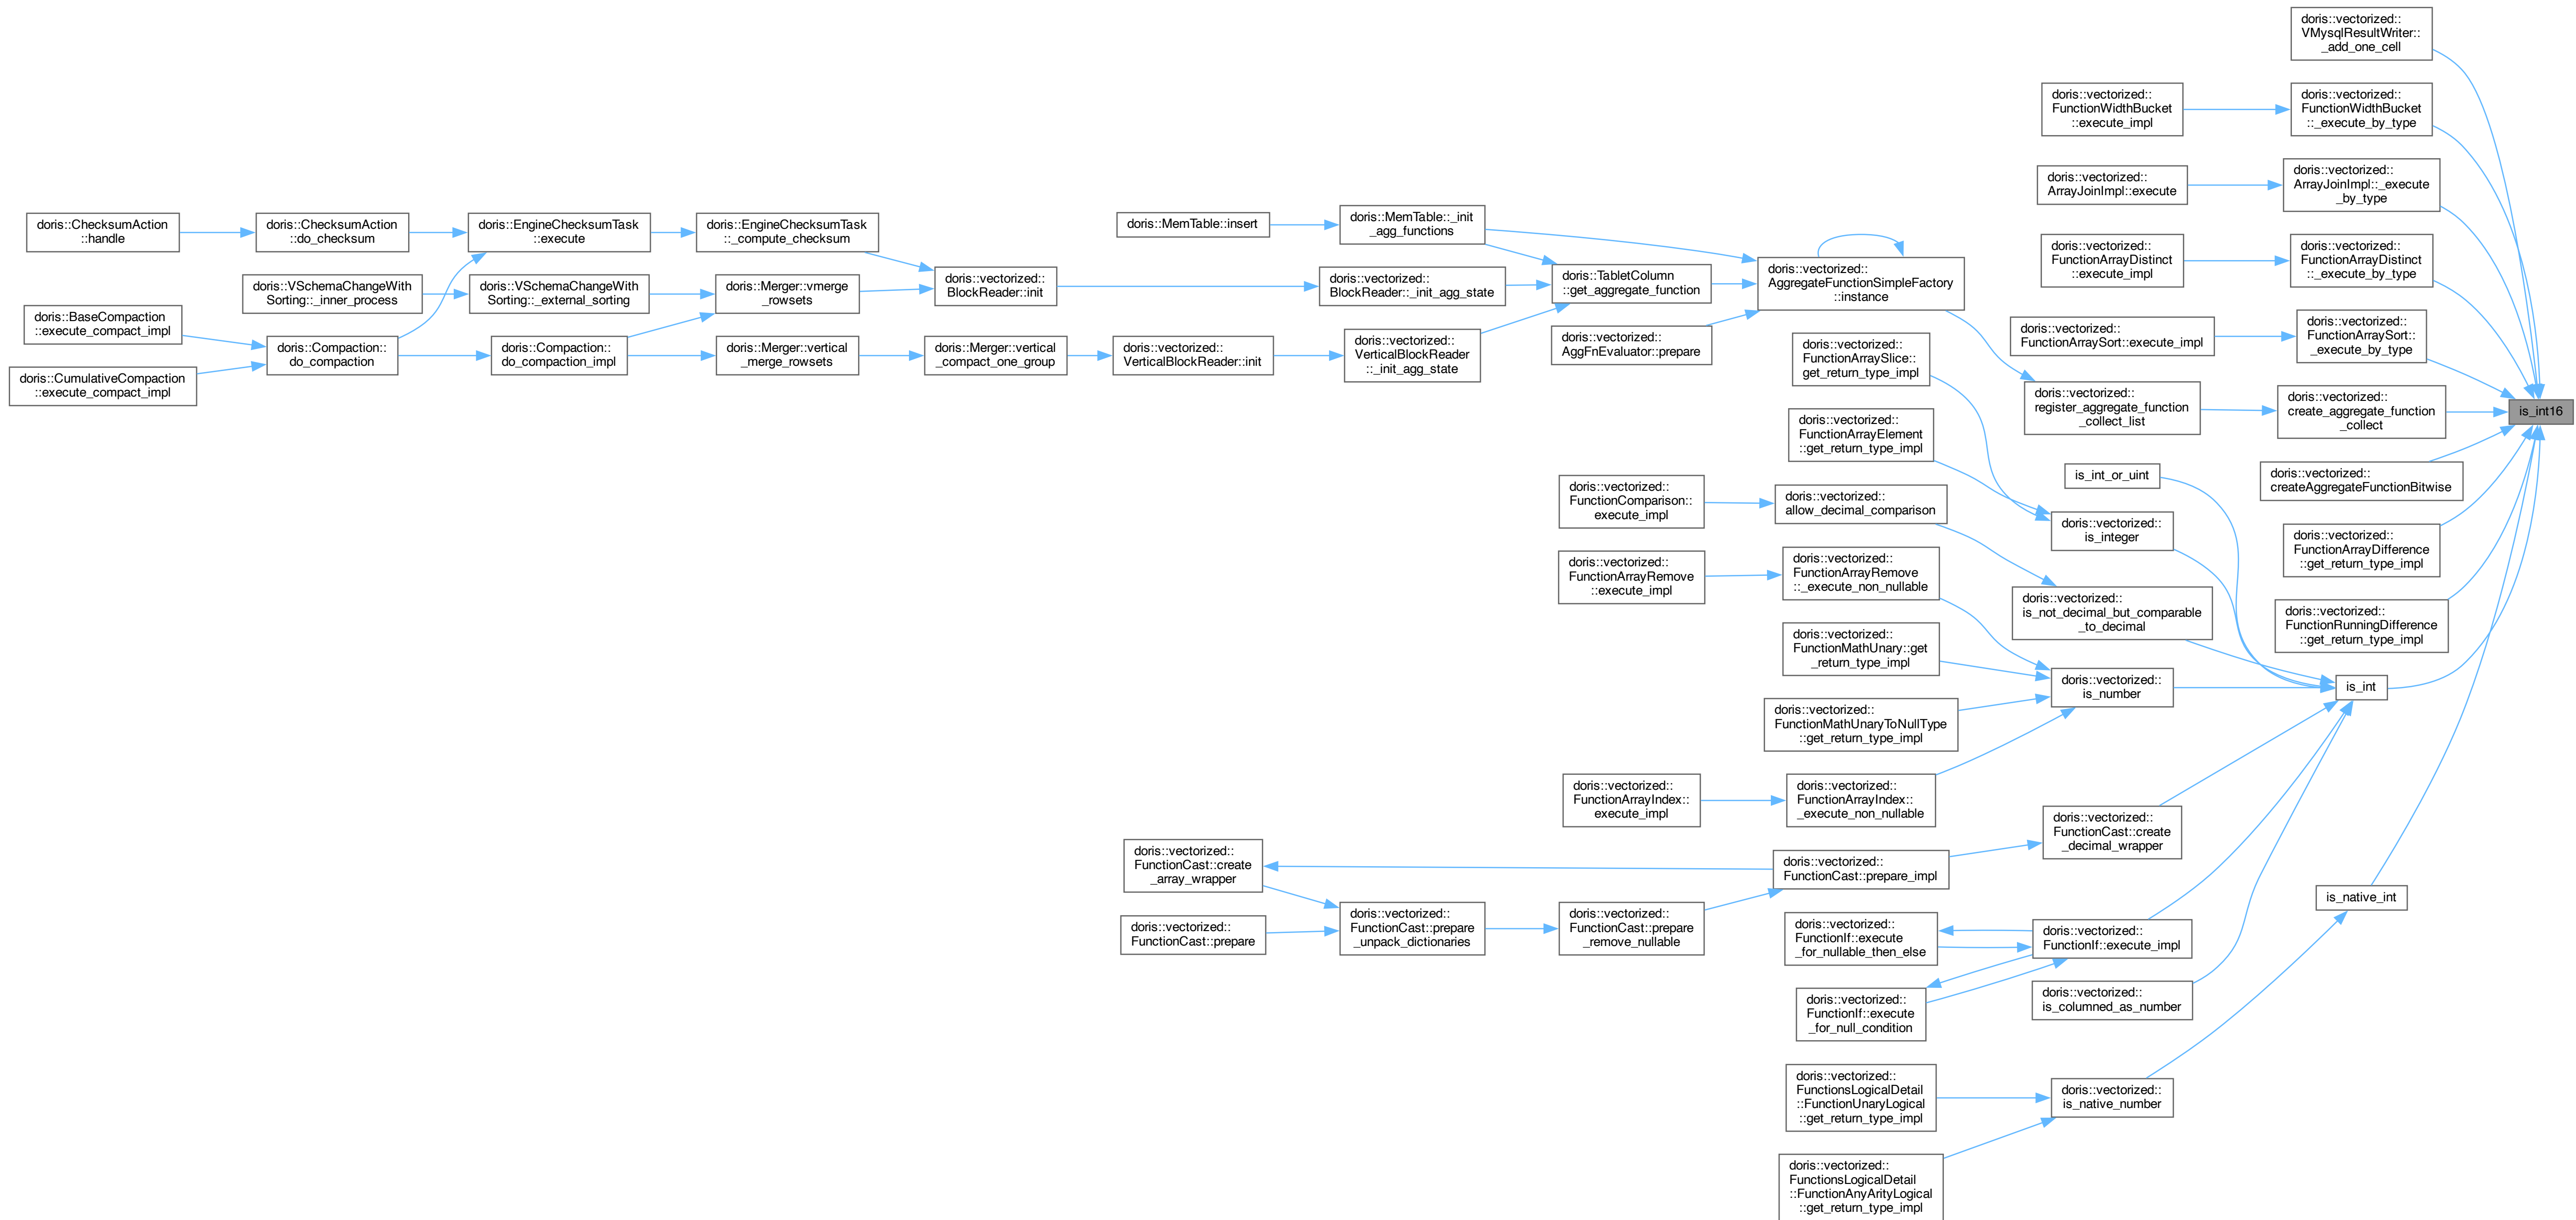 doris::vectorized::
VMysqlResultWriter::
_add_one_cell
doris::vectorized::
FunctionWidthBucket
::execute_impl
doris::vectorized::
FunctionWidthBucket
::_execute_by_type
doris::vectorized::
ArrayJoinImpl::execute
doris::vectorized::
ArrayJoinImpl::_execute
_by_type
doris::ChecksumAction
::handle
doris::ChecksumAction
::do_checksum
doris::EngineChecksumTask
::execute
doris::EngineChecksumTask
::_compute_checksum
doris::MemTable::insert
doris::MemTable::_init
_agg_functions
doris::vectorized::
FunctionArrayDistinct
::execute_impl
doris::vectorized::
FunctionArrayDistinct
::_execute_by_type
doris::VSchemaChangeWith
Sorting::_inner_process
doris::VSchemaChangeWith
Sorting::_external_sorting
doris::Merger::vmerge
_rowsets
doris::vectorized::
BlockReader::init
doris::vectorized::
BlockReader::_init_agg_state
doris::TabletColumn
::get_aggregate_function
doris::vectorized::
AggregateFunctionSimpleFactory
::instance
doris::BaseCompaction
::execute_compact_impl
doris::CumulativeCompaction
::execute_compact_impl
doris::Compaction::
do_compaction
doris::Compaction::
do_compaction_impl
doris::Merger::vertical
_merge_rowsets
doris::Merger::vertical
_compact_one_group
doris::vectorized::
VerticalBlockReader::init
doris::vectorized::
VerticalBlockReader
::_init_agg_state
doris::vectorized::
AggFnEvaluator::prepare
doris::vectorized::
FunctionArraySlice::
get_return_type_impl
doris::vectorized::
FunctionArraySort::execute_impl
doris::vectorized::
FunctionArraySort::
_execute_by_type
doris::vectorized::
register_aggregate_function
_collect_list
doris::vectorized::
create_aggregate_function
_collect
is_int16
doris::vectorized::
FunctionArrayElement
::get_return_type_impl
is_int_or_uint
doris::vectorized::
createAggregateFunctionBitwise
doris::vectorized::
FunctionComparison::
execute_impl
doris::vectorized::
allow_decimal_comparison
doris::vectorized::
is_integer
doris::vectorized::
FunctionArrayDifference
::get_return_type_impl
doris::vectorized::
FunctionArrayRemove
::execute_impl
doris::vectorized::
FunctionArrayRemove
::_execute_non_nullable
doris::vectorized::
is_not_decimal_but_comparable
_to_decimal
doris::vectorized::
FunctionRunningDifference
::get_return_type_impl
doris::vectorized::
FunctionMathUnary::get
_return_type_impl
doris::vectorized::
is_number
is_int
doris::vectorized::
FunctionMathUnaryToNullType
::get_return_type_impl
doris::vectorized::
FunctionArrayIndex::
execute_impl
doris::vectorized::
FunctionArrayIndex::
_execute_non_nullable
doris::vectorized::
FunctionCast::create
_decimal_wrapper
doris::vectorized::
FunctionCast::create
_array_wrapper
doris::vectorized::
FunctionCast::prepare_impl
is_native_int
doris::vectorized::
FunctionCast::prepare
doris::vectorized::
FunctionCast::prepare
_unpack_dictionaries
doris::vectorized::
FunctionCast::prepare
_remove_nullable
doris::vectorized::
FunctionIf::execute
_for_nullable_then_else
doris::vectorized::
FunctionIf::execute_impl
doris::vectorized::
FunctionIf::execute
_for_null_condition
doris::vectorized::
is_columned_as_number
doris::vectorized::
FunctionsLogicalDetail
::FunctionUnaryLogical
::get_return_type_impl
doris::vectorized::
is_native_number
doris::vectorized::
FunctionsLogicalDetail
::FunctionAnyArityLogical
::get_return_type_impl